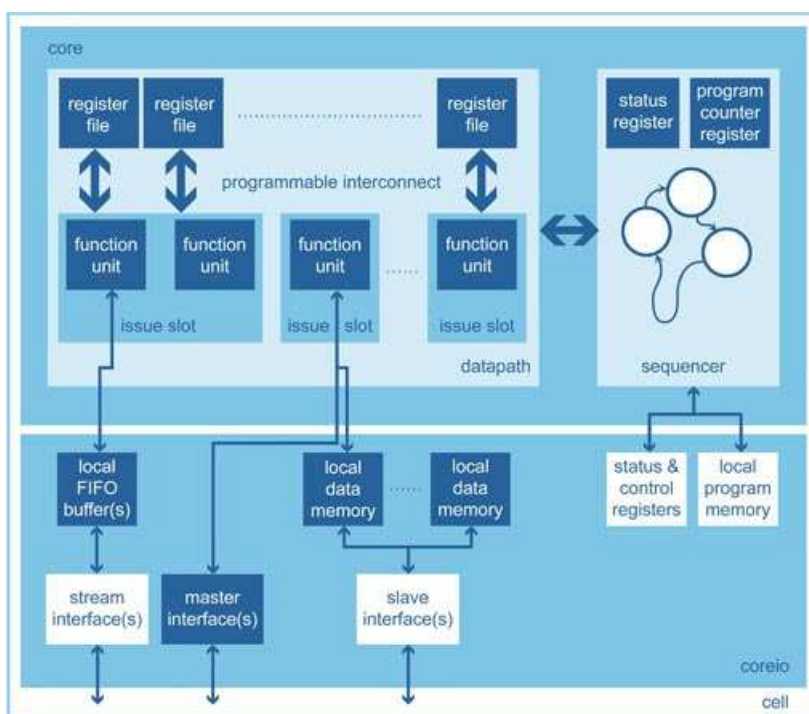 core
register
file
register
file
register
file
status
register
program
counter
register
programmable interconnect
function
unit
function
unit
function
unit
function
unit
issue slot
issue slot
issue slot
datapath
sequencer
local
FIFO
buffer(s)
local
data
memory
local
data
memory
status &
control
registers
local
program
memory
stream
interface(s)
master
interface(s)
slave
interface(s)
coreio
cell